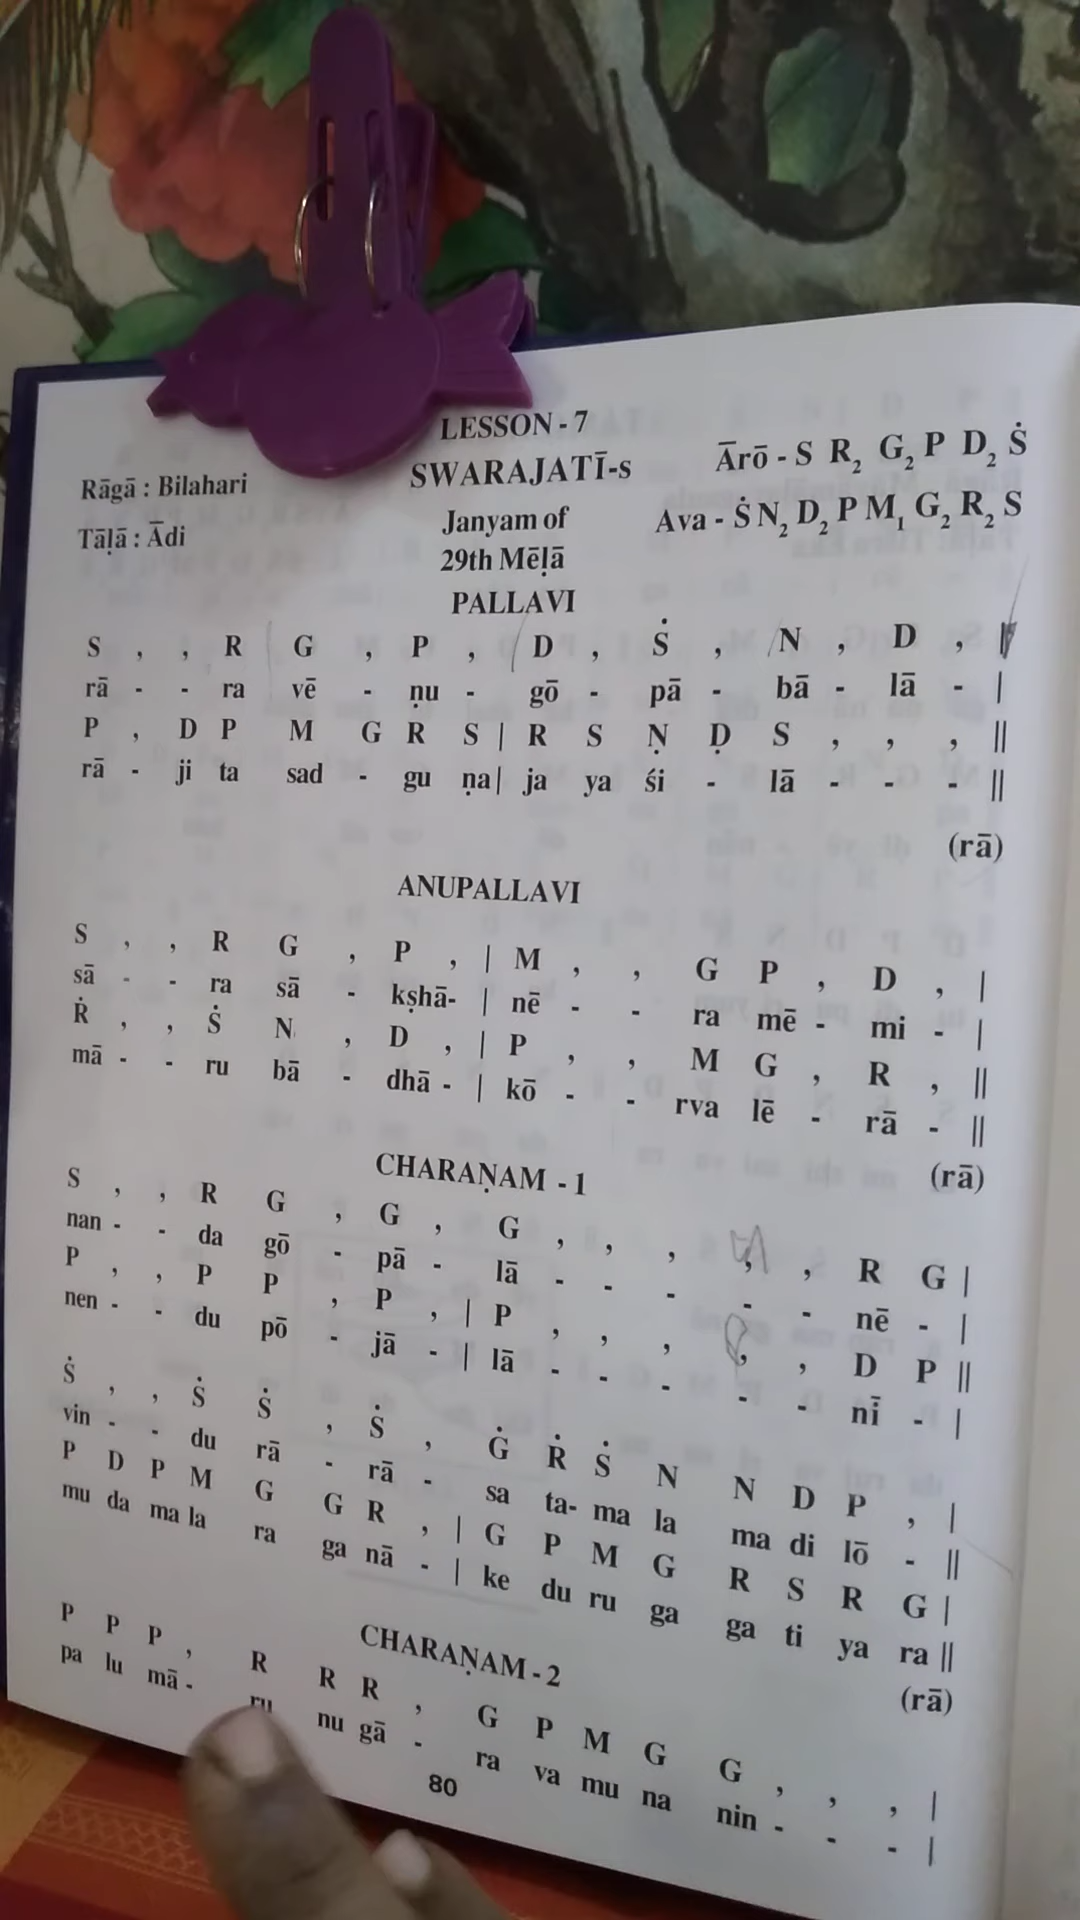 LESSON - 7
SWARAJATĪ-s
Rāgā : Bilahari
Tāḷā : Ādi
Janyam of
29th Mēḷā
Ārō - S R₂ G₂ P D₂ Ṡ
Ava - Ṡ N₂ D₂ P M₁ G₂ R₂ S
PALLAVI
S , , R G , P , D , Ṡ , N , D , |
rā - - ra vē - ṇu - gō - pā - bā - lā - |
P , D P M G R S | R S Ṇ Ḍ S , , , ||
rā - ji ta sad - gu ṇa | ja ya śi - lā - - - ||
(rā)
ANUPALLAVI
S , , R G , P , | M , , G P , D , |
sā - - ra sā - kṣhā- | nē - - ra mē - mi - |
Ṙ , , Ṡ N , D , | P , , M G , R , ||
mā - - ru bā - dhā - | kō - - rva lē - rā - ||
(rā)
CHARAṆAM - 1
S , , R G , G , G , , , , , R G |
nan - - da gō - pā - lā - - - - - nē - |
P , , P P , P , | P , , , , , D P ||
nen - - du pō - jā - | lā - - - - - ni - |
Ṡ , , Ṡ Ṡ , Ṡ , Ġ Ṙ Ṡ N N D P , |
vin - - du rā - rā - sa ta- ma la ma di lō - ||
P D P M G G R , | G P M G R S R G |
mu da ma la ra ga nā - | ke du ru ga ga ti ya ra ||
(rā)
CHARAṆAM - 2
P P P , R R R , G P M G G , , , |
pa lu mā - nu gā - ra va mu na nin - - - |
80